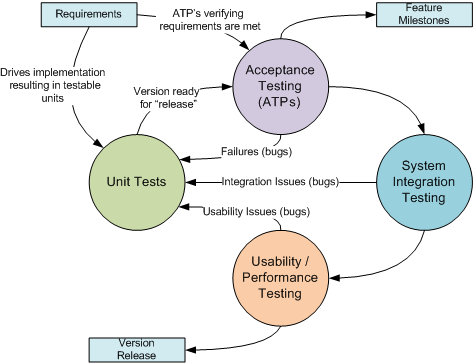 Requirements
ATP's verifying
requirements are met
Feature
Milestones
Drives implementation
resulting in testable
units
Version ready
for “release”
Acceptance
Testing
(ATPs)
Failures (bugs)
Unit Tests
Integration Issues (bugs)
System
Integration
Testing
Usability Issues (bugs)
Usability /
Performance
Testing
Version
Release